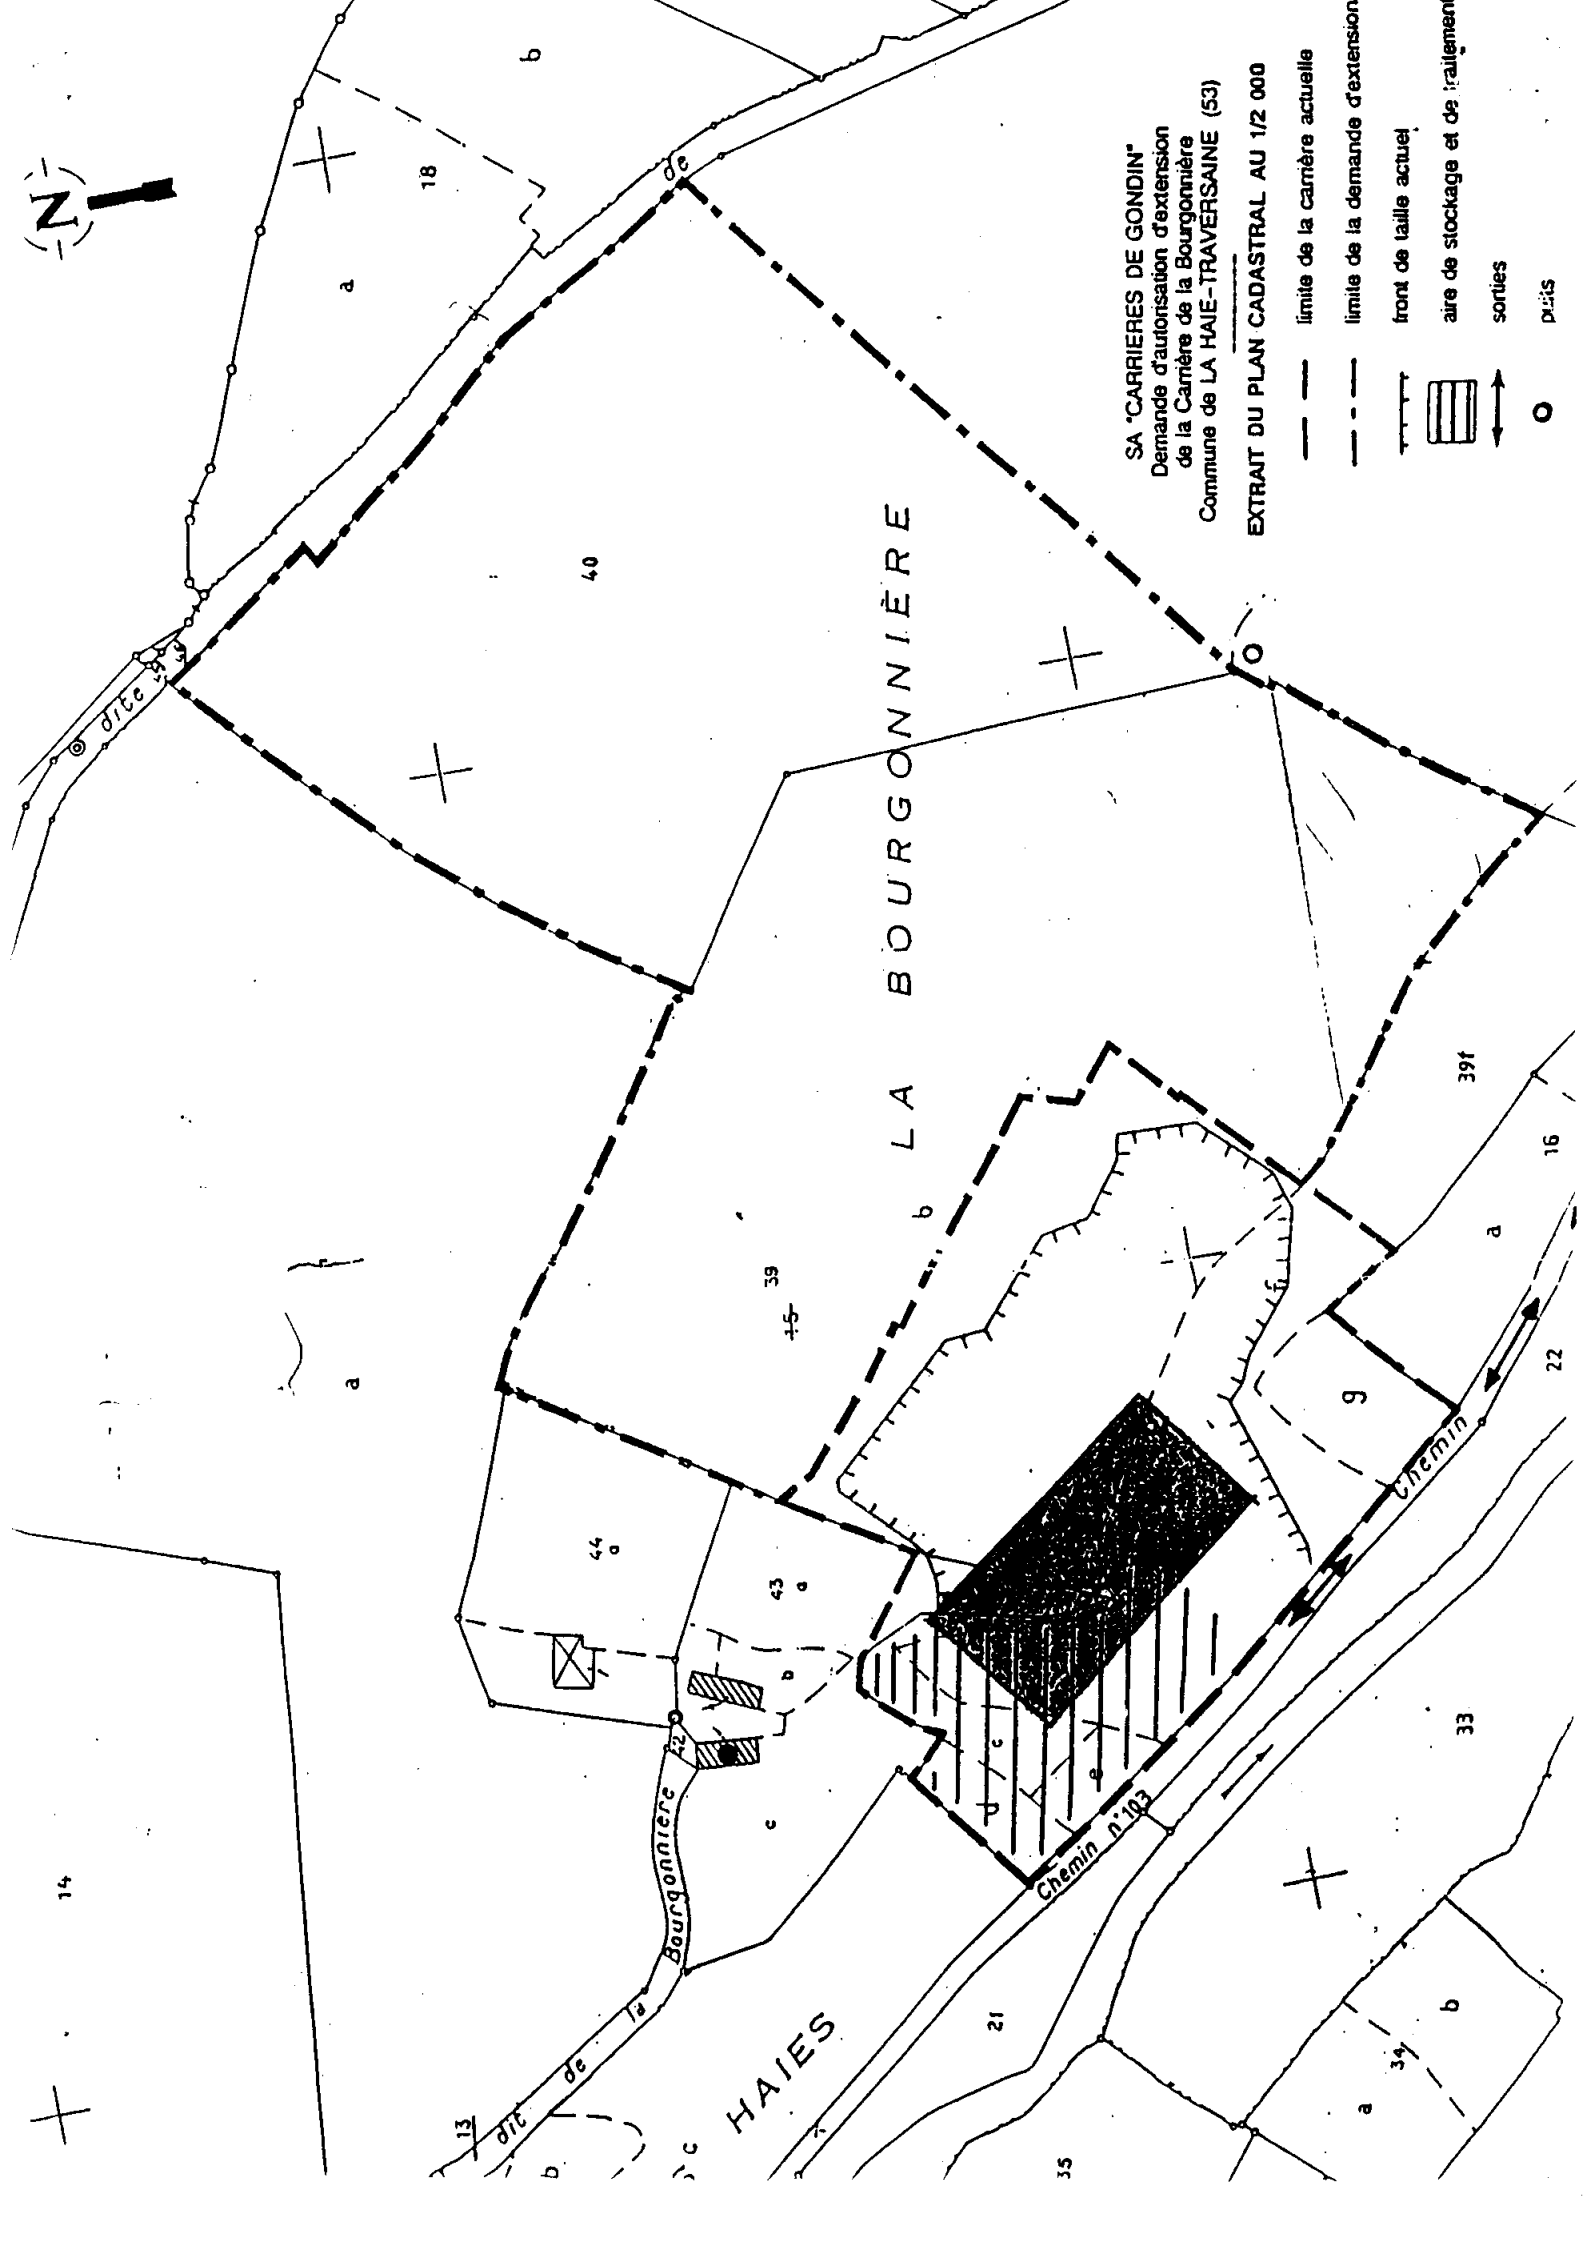 N
SA "CARRIERES DE GONDIN"
Demande d'autorisation d'extension
de la Carrière de la Bourgonnière
Commune de LA HAIE-TRAVERSAINE (53)
EXTRAIT DU PLAN CADASTRAL AU 1/2 000
limite de la carrière actuelle
limite de la demande d'extension
front de taille actuel
aire de stockage et de traitement
sorties
puits
LA BOURGONNIÈRE
HAIES
dit de la Bourgonnière
Chemin n°103
Chemin
dite
de
b
18
a
40
a
14
39
15
b
44
a
43
a
b
c
42
13
b
c
c
d
e
f
g
39f
16
a
22
33
21
34
a
b
35